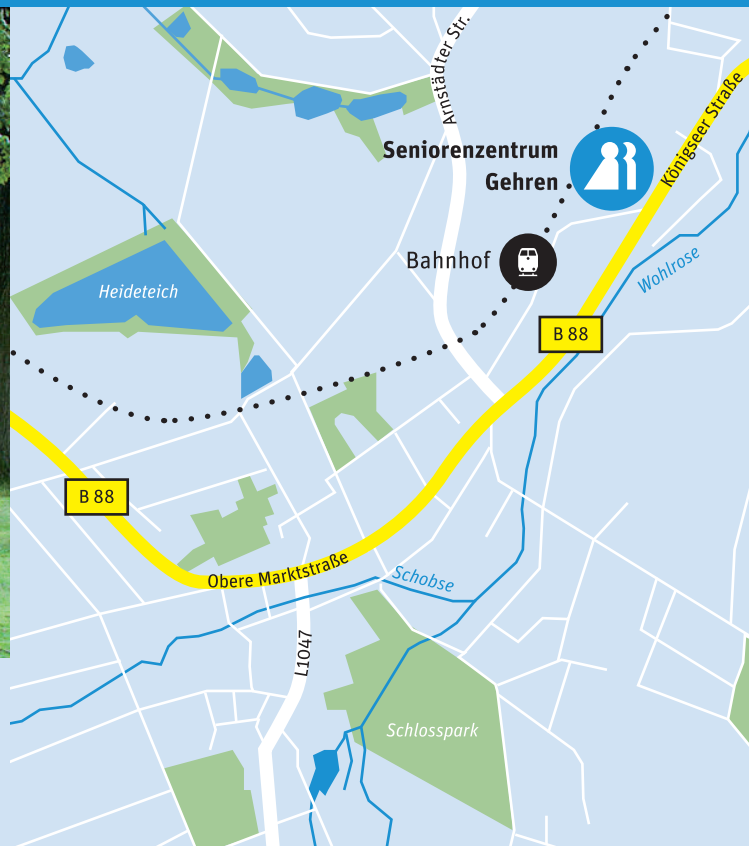 Arnstädter Str.
Königseer Straße
Seniorenzentrum
Gehren
Bahnhof
Wohlrose
Heideteich
B 88
B 88
Obere Marktstraße
Schobse
L1047
Schlosspark